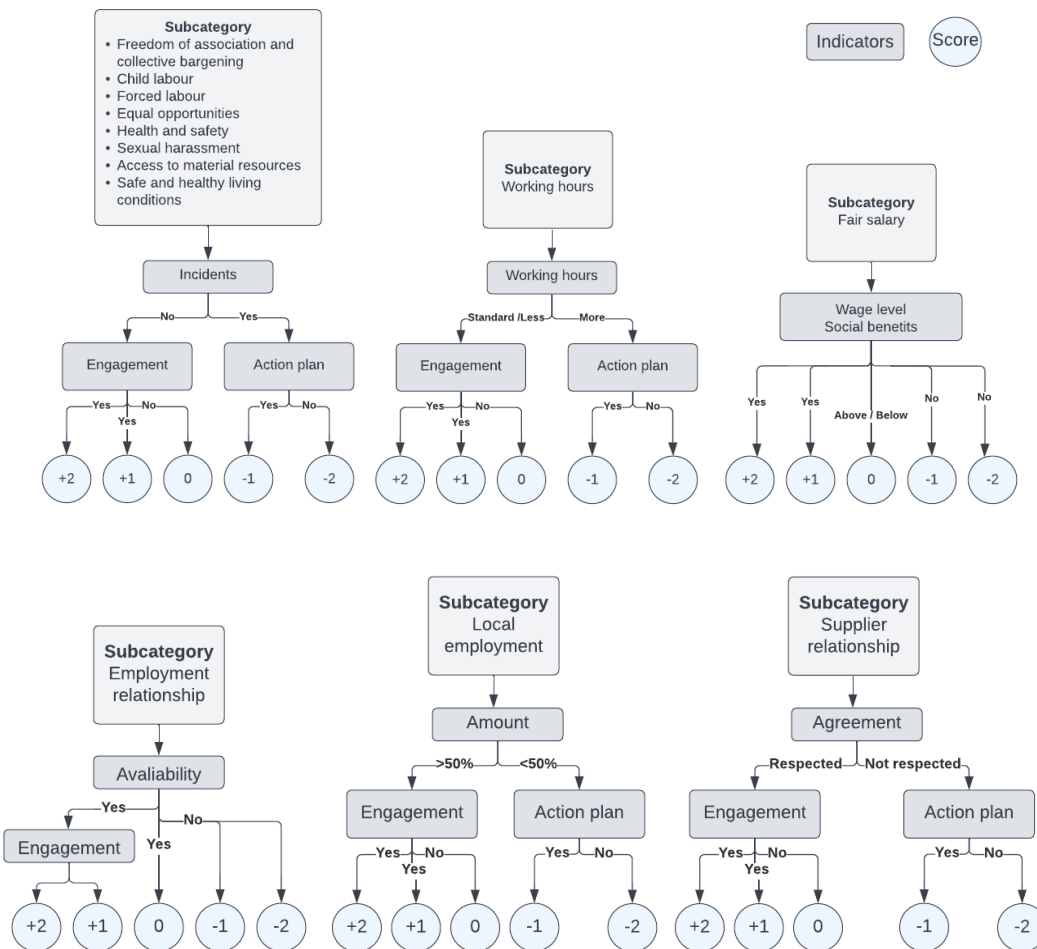 Subcategory
• Freedom of association and
collective bargening
• Child labour
• Forced labour
• Equal opportunities
• Health and safety
• Sexual harassment
• Access to material resources
• Safe and healthy living
conditions
Incidents
No
Yes
Engagement
Action plan
Yes
No
Yes
Yes
No
+2
+1
0
-1
-2
Subcategory
Working hours
Working hours
Standard /Less
More
Engagement
Action plan
Yes
No
Yes
Yes
No
+2
+1
0
-1
-2
Indicators
Score
Subcategory
Fair salary
Wage level
Social benefits
Yes
Yes
Above / Below
No
No
+2
+1
0
-1
-2
Subcategory
Employment
relationship
Avaliability
Yes
No
Engagement
Yes
+2
+1
0
-1
-2
Subcategory
Local
employment
Amount
>50%
<50%
Engagement
Action plan
Yes
No
Yes
Yes
No
+2
+1
0
-1
-2
Subcategory
Supplier
relationship
Agreement
Respected
Not respected
Engagement
Action plan
Yes
No
Yes
Yes
No
+2
+1
0
-1
-2